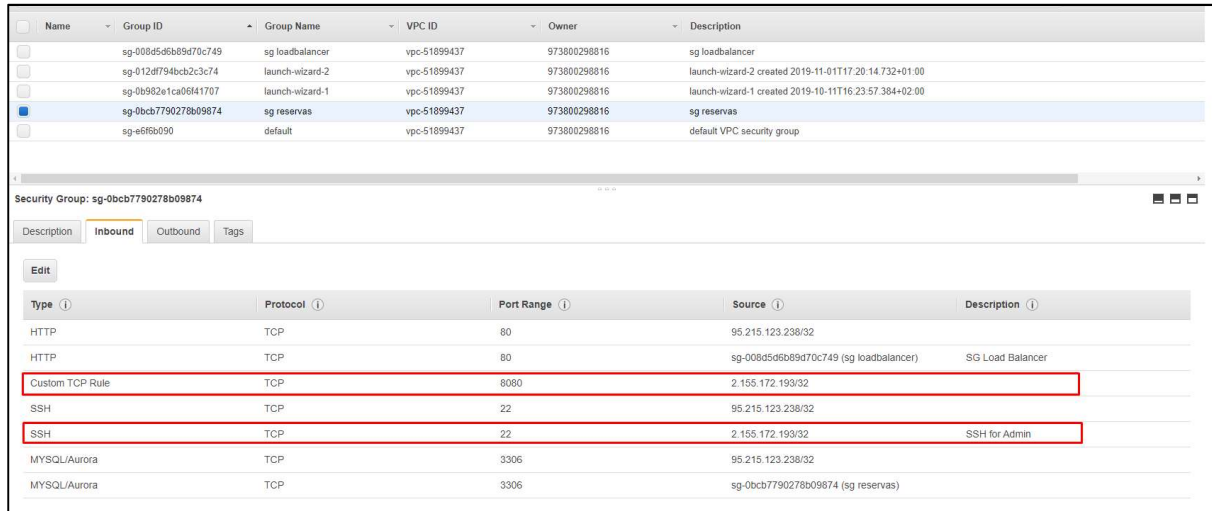 Name Group ID Group Name VPC ID Owner Description
sg-008d5d6b89d70c749 sg loadbalancer vpc-51899437 973800298816 sg loadbalancer
sg-012df794bcb2c3c74 launch-wizard-2 vpc-51899437 973800298816 launch-wizard-2 created 2019-11-01T17:20:14.732+01:00
sg-0b982e1ca06f41707 launch-wizard-1 vpc-51899437 973800298816 launch-wizard-1 created 2019-10-11T16:23:57.384+02:00
sg-0bcb7790278b09874 sg reservas vpc-51899437 973800298816 sg reservas
sg-e6f6b090 default vpc-51899437 973800298816 default VPC security group
Security Group: sg-0bcb7790278b09874
Description Inbound Outbound Tags
Edit
Type Protocol Port Range Source Description
HTTP TCP 80 95.215.123.238/32
HTTP TCP 80 sg-008d5d6b89d70c749 (sg loadbalancer) SG Load Balancer
Custom TCP Rule TCP 8080 2.155.172.193/32
SSH TCP 22 95.215.123.238/32
SSH TCP 22 2.155.172.193/32 SSH for Admin
MYSQL/Aurora TCP 3306 95.215.123.238/32
MYSQL/Aurora TCP 3306 sg-0bcb7790278b09874 (sg reservas)